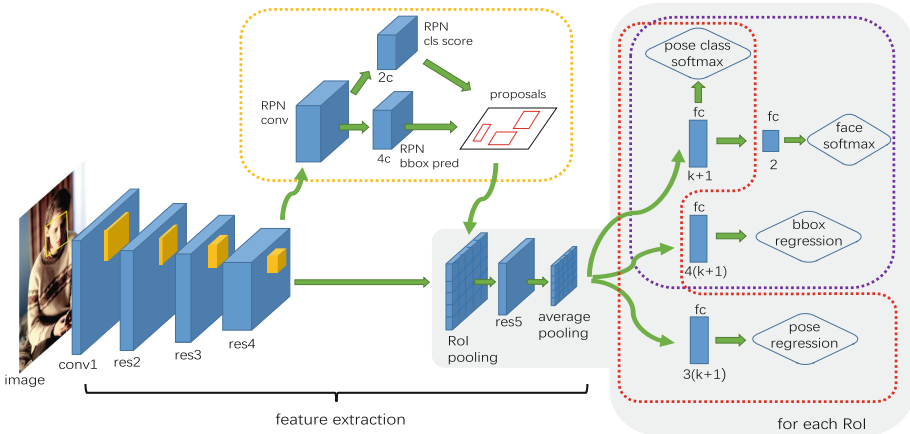 RPN
cls score
2c
RPN
conv
4c
RPN
bbox pred
proposals
pose class
softmax
fc
k+1
fc
2
face
softmax
fc
4(k+1)
bbox
regression
fc
3(k+1)
pose
regression
image
conv1
res2
res3
res4
RoI
pooling
res5
average
pooling
feature extraction
for each RoI